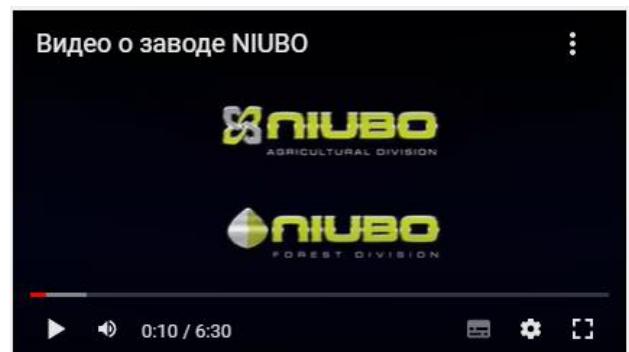 Видео о заводе NIUBO
NIUBO
AGRICULTURAL DIVISION
NIUBO
FOREST DIVISION
0:10 / 6:30